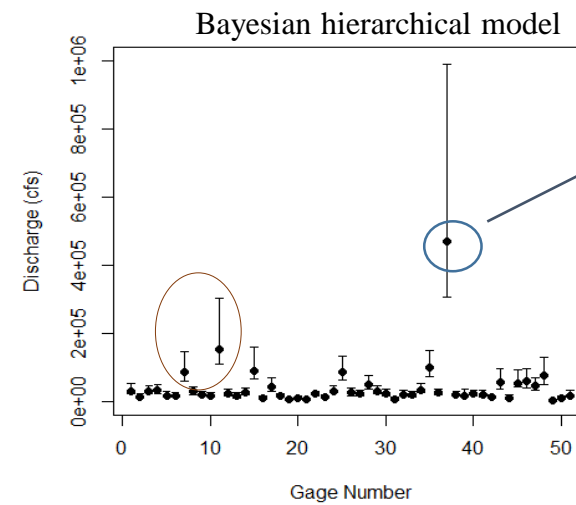 Bayesian hierarchical model
Discharge (cfs)
1e+06
8e+05
6e+05
4e+05
2e+05
0e+00
0 10 20 30 40 50
Gage Number